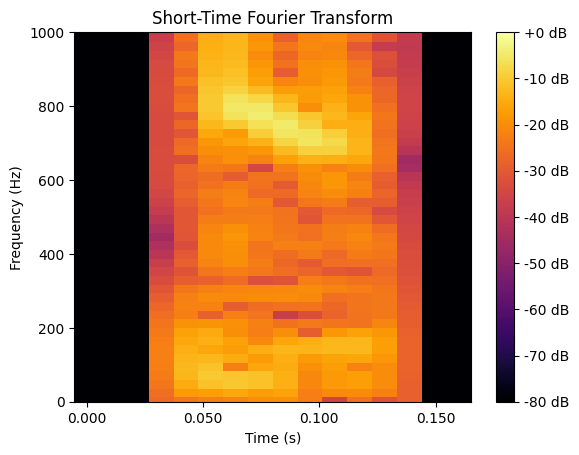 Short-Time Fourier Transform
1000
800
600
400
200
0
Frequency (Hz)
0.000
0.050
0.100
0.150
Time (s)
+0 dB
-10 dB
-20 dB
-30 dB
-40 dB
-50 dB
-60 dB
-70 dB
-80 dB